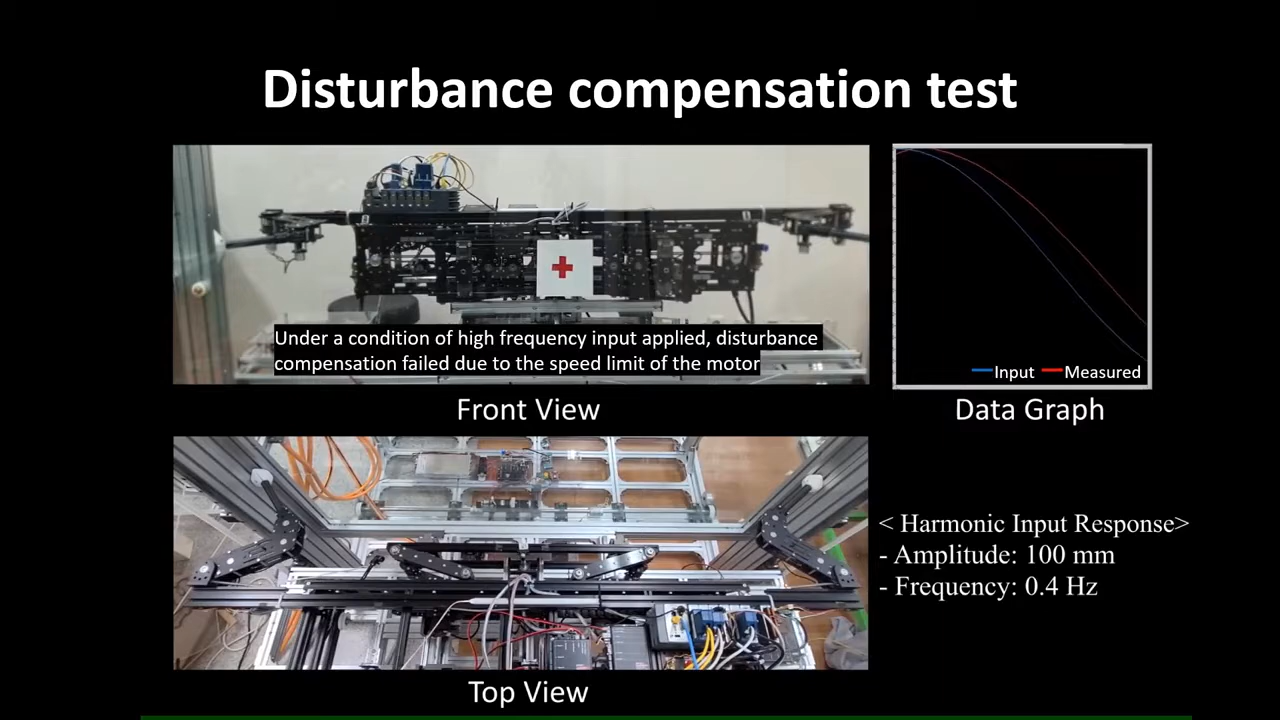 Disturbance compensation test
Under a condition of high frequency input applied, disturbance
compensation failed due to the speed limit of the motor
Input Measured
Front View
Data Graph
< Harmonic Input Response>
- Amplitude: 100 mm
- Frequency: 0.4 Hz
Top View